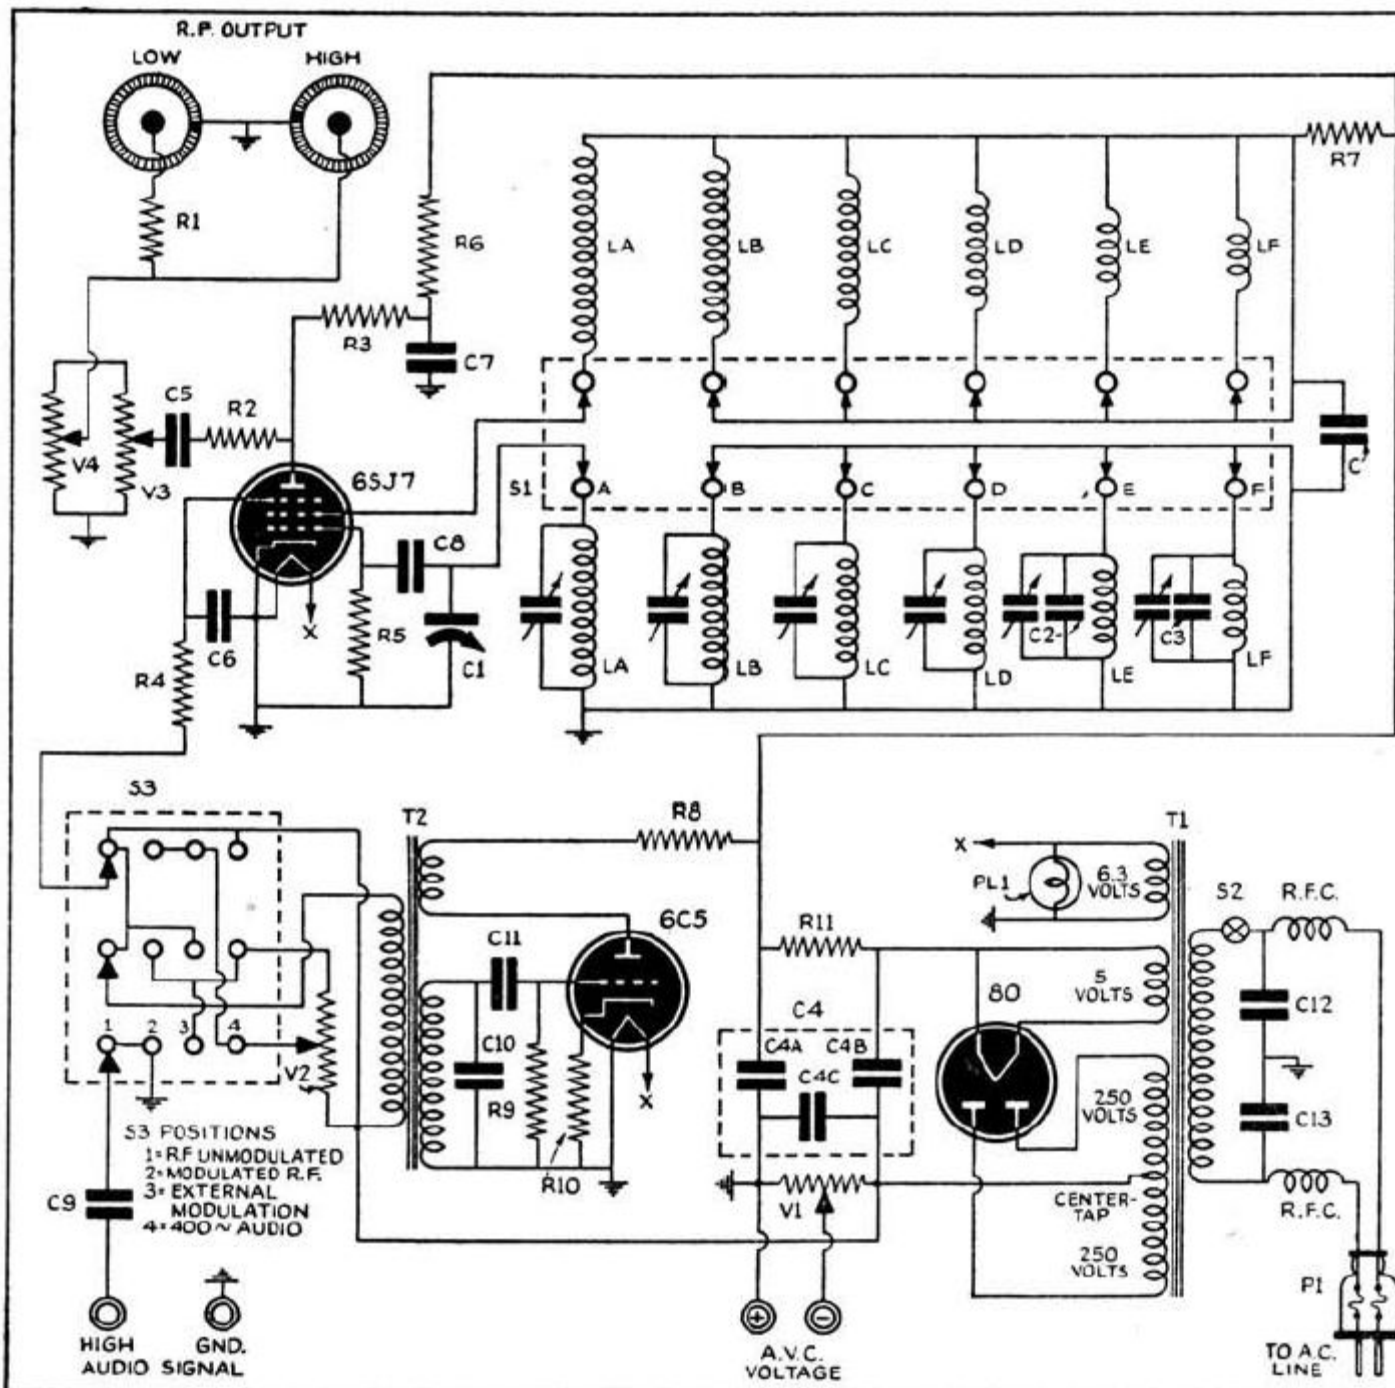 R.F. OUTPUT
LOW
HIGH
R1
R6
R7
LA
LB
LC
LD
LE
LF
R3
C7
C5
R2
V4
V3
6SJ7
S1
A
B
C
D
E
F
C
C8
X
R5
C1
C6
R4
C2
C3
LA
LB
LC
LD
LE
LF
S3
T2
R8
T1
X
PL1
6.3
VOLTS
S2
R.F.C.
6C5
C11
R11
5
VOLTS
80
C12
1
2
3
4
V2
C10
R9
X
C4
C4A
C4B
C4C
250
VOLTS
C13
S3 POSITIONS
1=RF UNMODULATED
2=MODULATED R.F.
3=EXTERNAL
MODULATION
4=400~ AUDIO
R10
V1
CENTER-
TAP
R.F.C.
C9
250
VOLTS
P1
HIGH
GND.
AUDIO SIGNAL
+
−
A.V.C.
VOLTAGE
TO A.C.
LINE